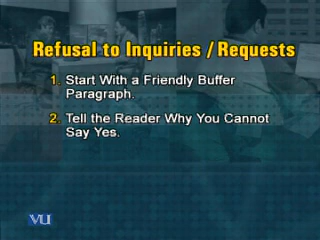 Refusal to Inquiries / Requests
1. Start With a Friendly Buffer
Paragraph.
2. Tell the Reader Why You Cannot
Say Yes.
VU